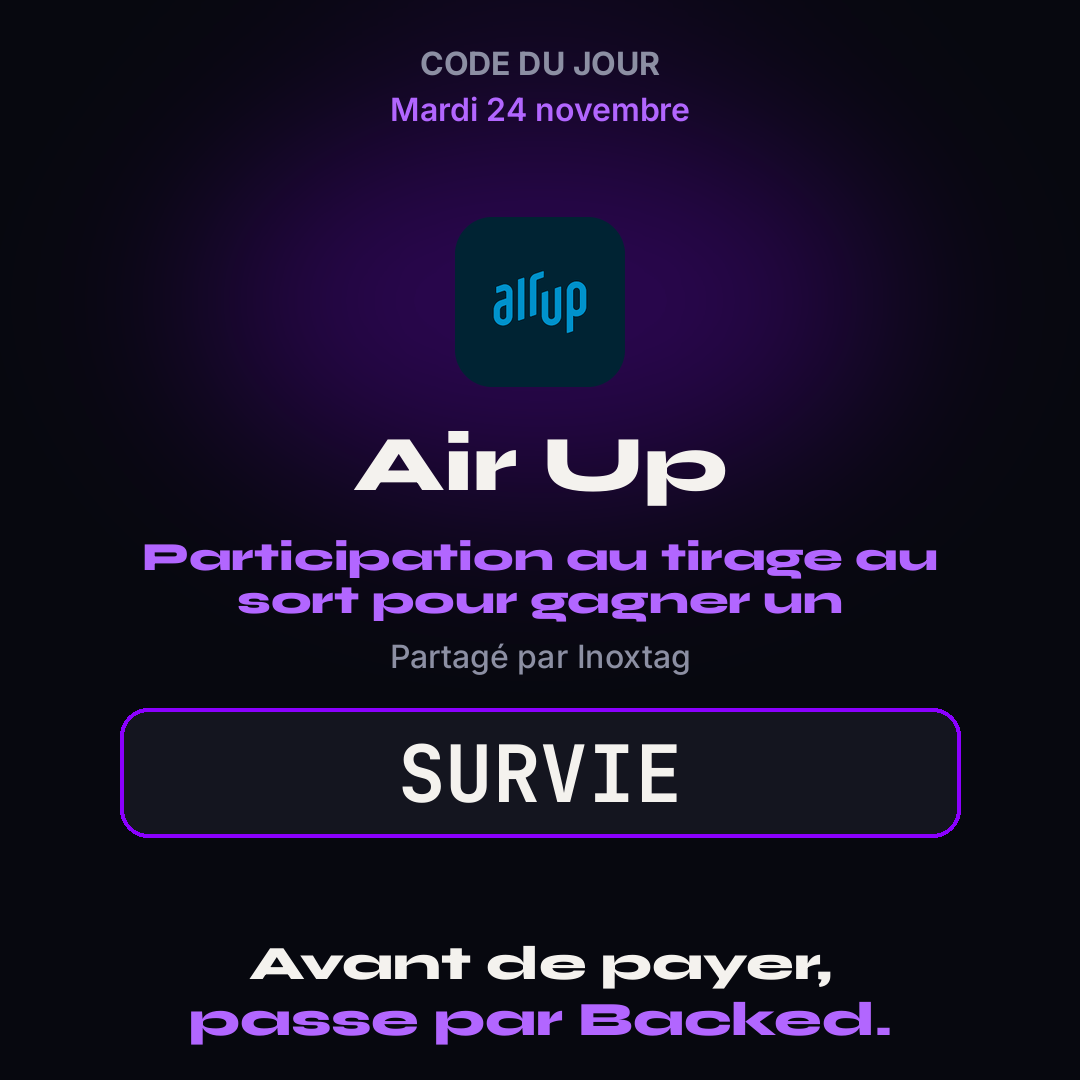 CODE DU JOUR
Mardi 24 novembre
airup
Air Up
Participation au tirage au
sort pour gagner un
Partagé par Inoxtag
SURVIE
Avant de payer,
passe par Backed.